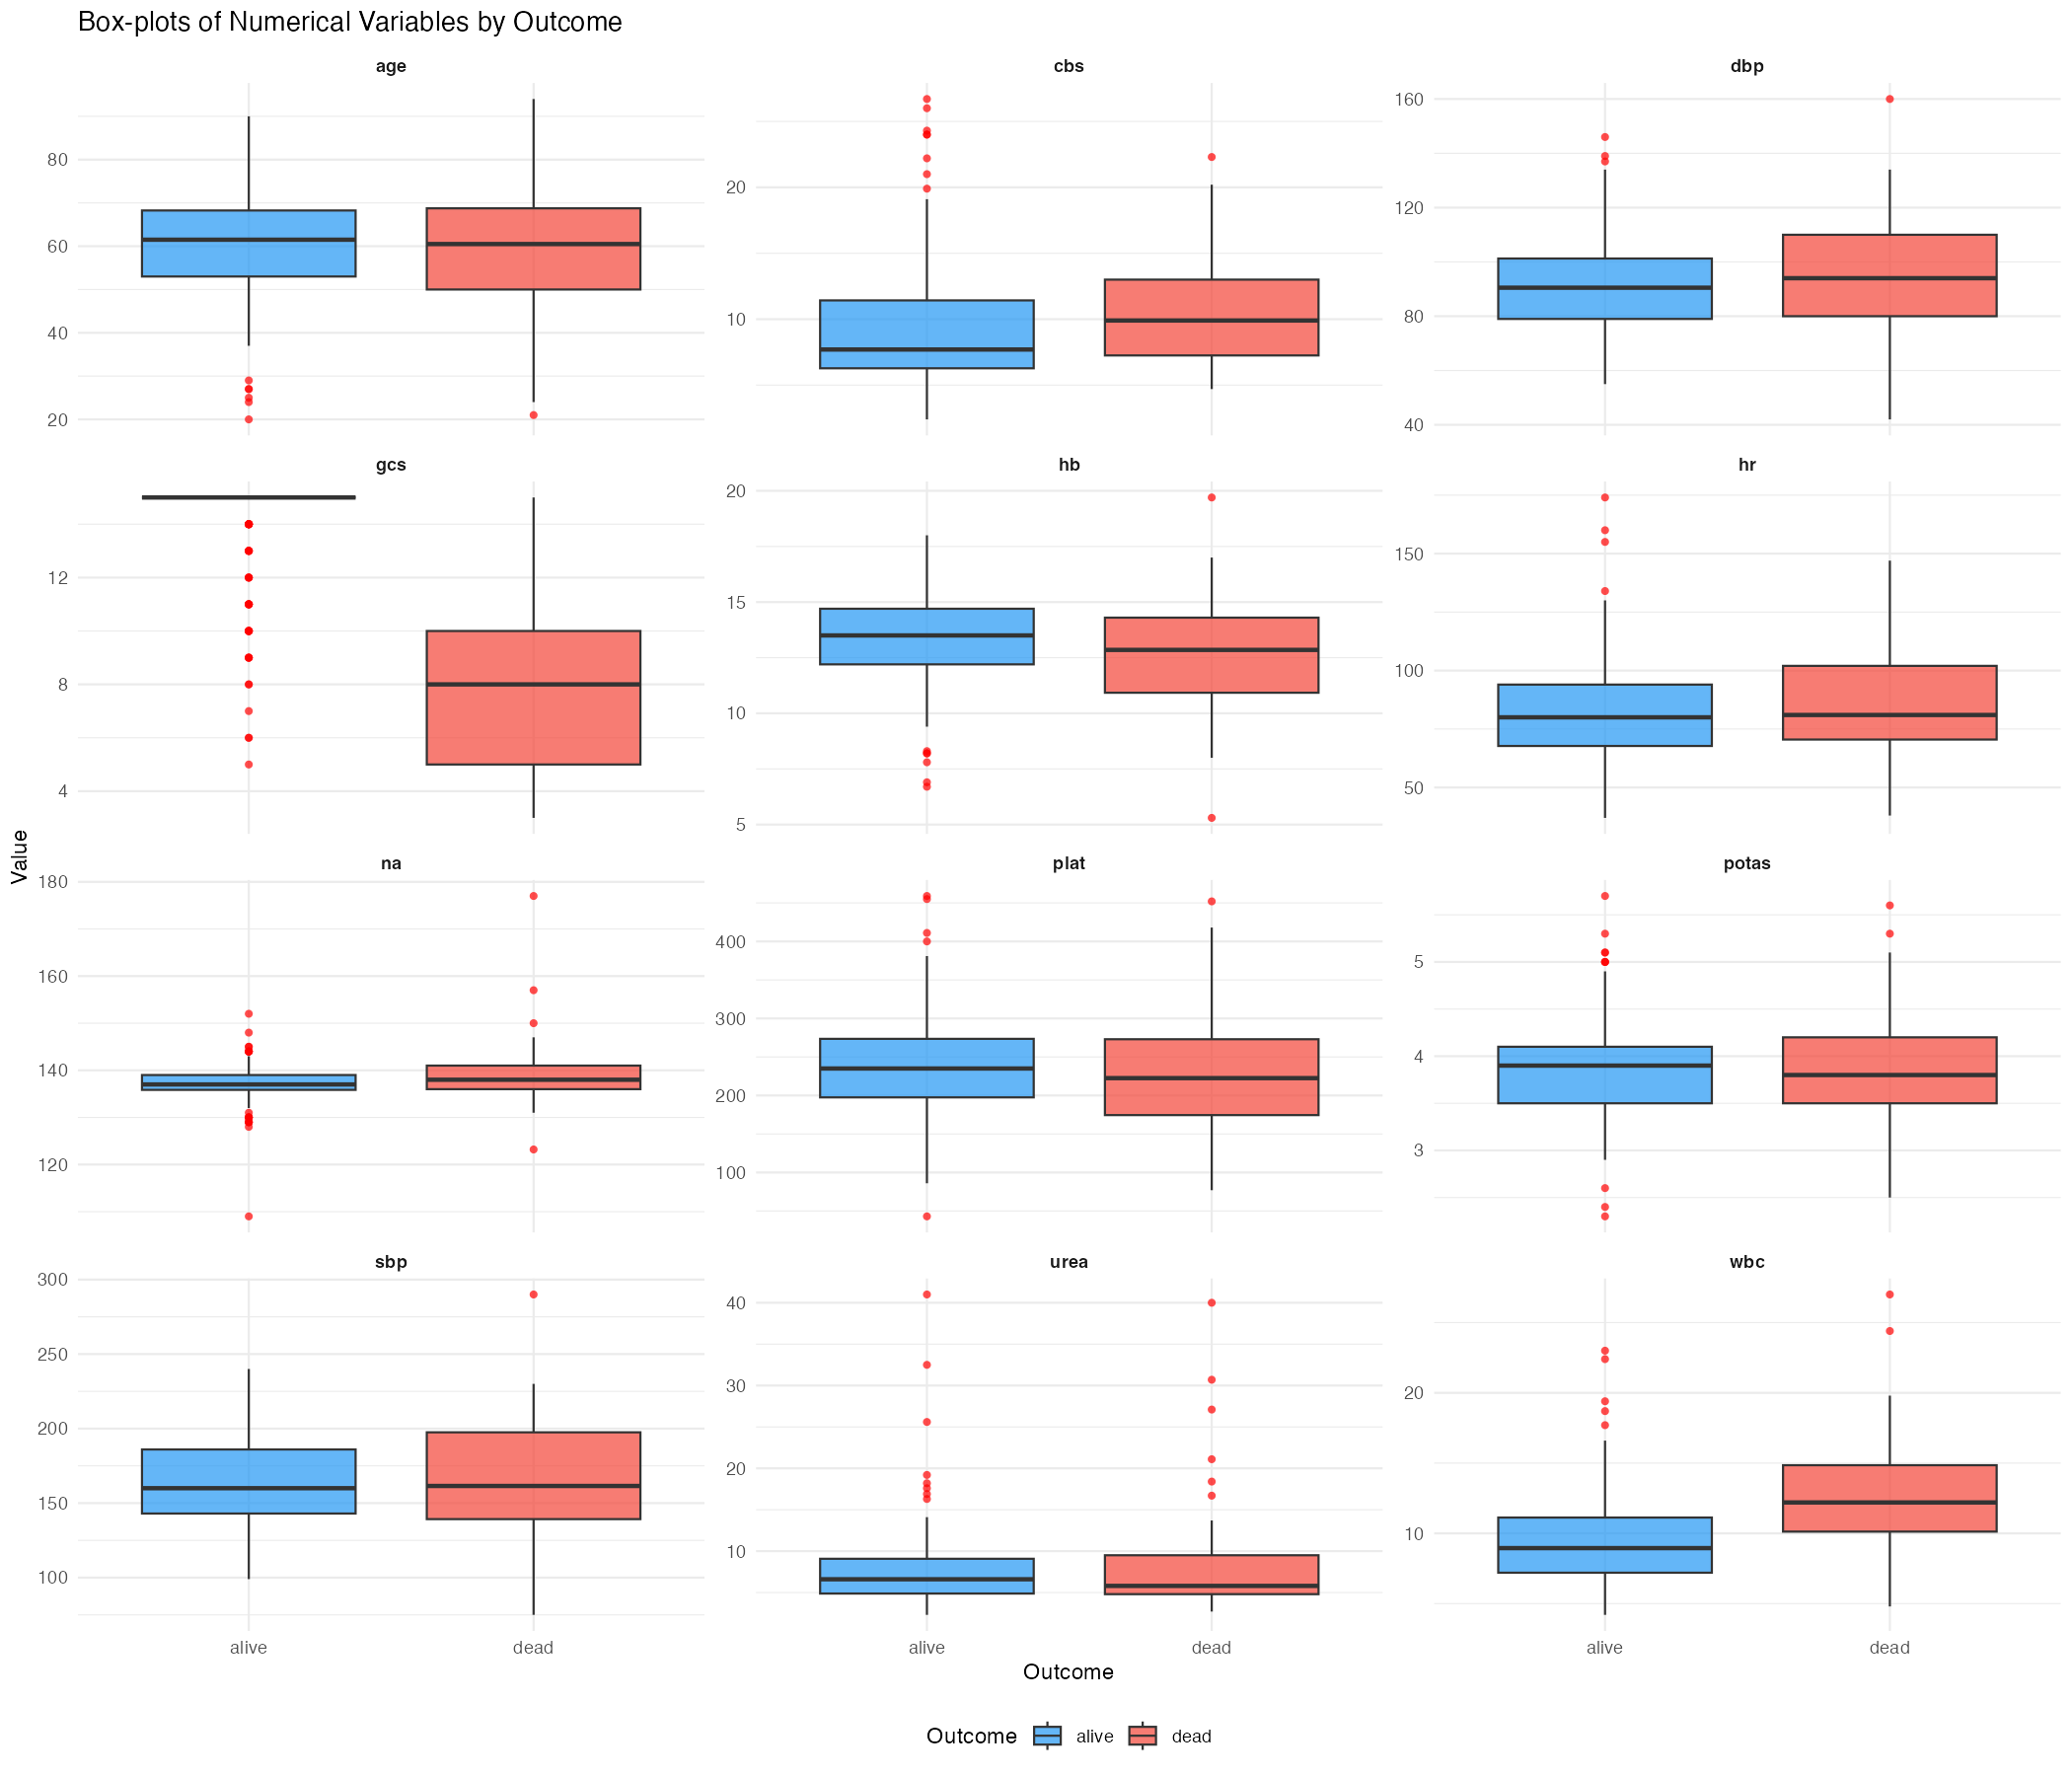 Box-plots of Numerical Variables by Outcome
age
cbs
dbp
80
60
40
20
20
10
160
120
80
40
gcs
hb
hr
12
8
4
20
15
10
5
150
100
50
Value
na
plat
potas
180
160
140
120
400
300
200
100
5
4
3
sbp
urea
wbc
300
250
200
150
100
40
30
20
10
20
10
alive dead
alive dead
alive dead
Outcome
Outcome alive dead